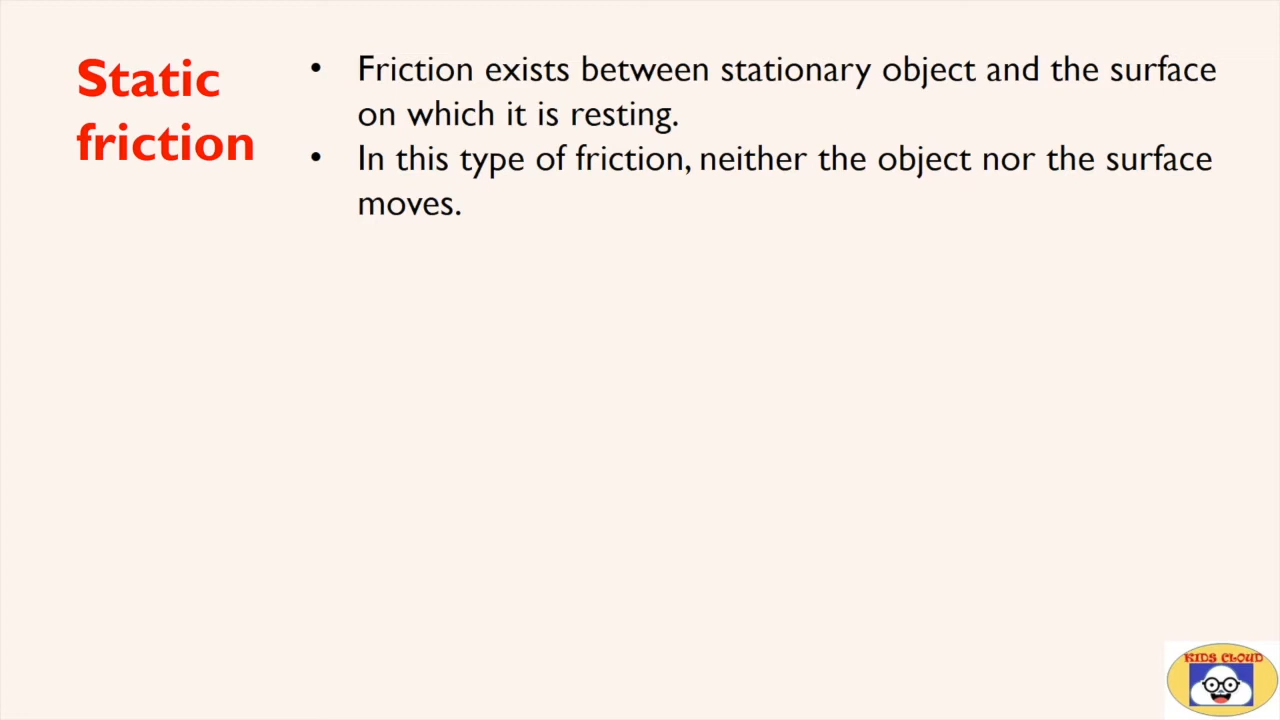 Static
friction
• Friction exists between stationary object and the surface
on which it is resting.
• In this type of friction, neither the object nor the surface
moves.
KIDS CLOUD